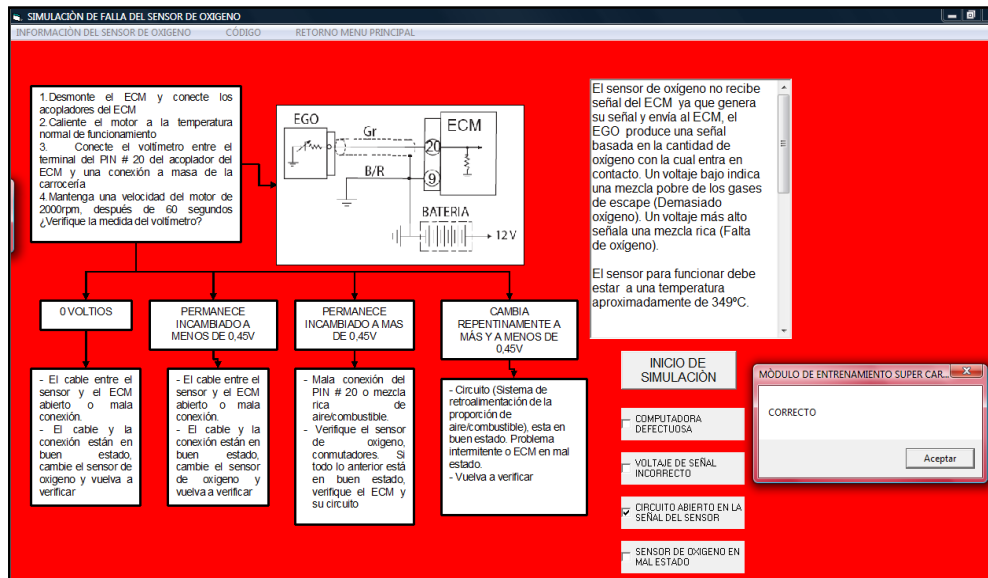 SIMULACIÒN DE FALLA DEL SENSOR DE OXIGENO
INFORMACIÒN DEL SENSOR DE OXIGENO CÓDIGO RETORNO MENU PRINCIPAL
1.Desmonte el ECM y conecte los
acopladores del ECM
2.Caliente el motor a la temperatura
normal de funcionamiento
3. Conecte el voltímetro entre el
terminal del PIN # 20 del acoplador del
ECM y una conexión a masa de la
carrocería
4.Mantenga una velocidad del motor de
2000rpm, después de 60 segundos
¿Verifique la medida del voltímetro?
EGO
Gr
ECM
20
B/R
9
BATERIA
12 V
El sensor de oxígeno no recibe
señal del ECM ya que genera
su señal y envía al ECM, el
EGO produce una señal
basada en la cantidad de
oxígeno con la cual entra en
contacto. Un voltaje bajo indica
una mezcla pobre de los gases
de escape (Demasiado
oxígeno). Un voltaje más alto
señala una mezcla rica (Falta
de oxígeno).
El sensor para funcionar debe
estar a una temperatura
aproximadamente de 349ºC.
0 VOLTIOS
PERMANECE
INCAMBIADO A
MENOS DE 0,45V
PERMANECE
INCAMBIADO A MAS
DE 0,45V
CAMBIA
REPENTINAMENTE A
MÁS Y A MENOS DE
0,45V
- El cable entre el
sensor y el ECM
abierto o mala
conexión.
- El cable y la
conexión están en
buen estado,
cambie el sensor de
oxigeno y vuelva a
verificar
- El cable entre el
sensor y el ECM
abierto o mala
conexión.
- El cable y la
conexión están en
buen estado,
cambie el sensor
de oxigeno y
vuelva a verificar
- Mala conexión del
PIN # 20 o mezcla
rica de
aire/combustible.
- Verifique el sensor
de oxigeno,
conmutadores. Si
todo lo anterior está
en buen estado,
verifique el ECM y
su circuito
- Circuito (Sistema de
retroalimentación de la
proporción de
aire/combustible), esta en
buen estado. Problema
intermitente o ECM en mal
estado.
- Vuelva a verificar
INICIO DE
SIMULACIÓN
COMPUTADORA
DEFECTUOSA
VOLTAJE DE SEÑAL
INCORRECTO
CIRCUITO ABIERTO EN LA
SEÑAL DEL SENSOR
SENSOR DE OXIGENO EN
MAL ESTADO
MÒDULO DE ENTRENAMIENTO SUPER CAR...
CORRECTO
Aceptar